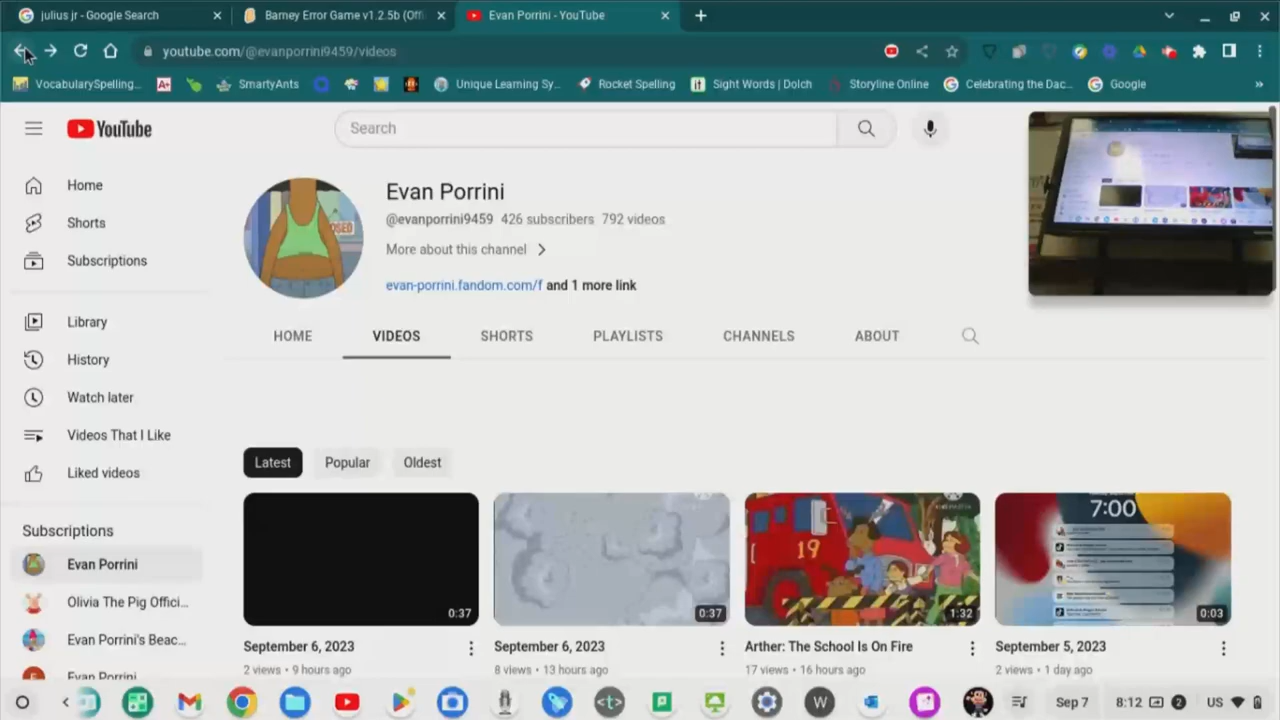 julius jr - Google Search
Barney Error Game v1.2.5b (Offi
Evan Porrini - YouTube
youtube.com/@evanporrini9459/videos
VocabularySpelling...
A+
SmartyAnts
Unique Learning Sy...
Rocket Spelling
Sight Words | Dolch
Storyline Online
Celebrating the Dac...
Google
YouTube
Search
Home
Shorts
Subscriptions
Library
History
Watch later
Videos That I Like
Liked videos
Subscriptions
Evan Porrini
Olivia The Pig Offici...
Evan Porrini's Beac...
Evan Porrini
Evan Porrini
@evanporrini9459 426 subscribers 792 videos
More about this channel
evan-porrini.fandom.com/f and 1 more link
HOME
VIDEOS
SHORTS
PLAYLISTS
CHANNELS
ABOUT
Latest
Popular
Oldest
0:37
September 6, 2023
2 views • 9 hours ago
0:37
September 6, 2023
8 views • 13 hours ago
19
1:32
Arther: The School Is On Fire
17 views • 16 hours ago
7:00
0:03
September 5, 2023
2 views • 1 day ago
<t>
W
Sep 7
8:12
2
US